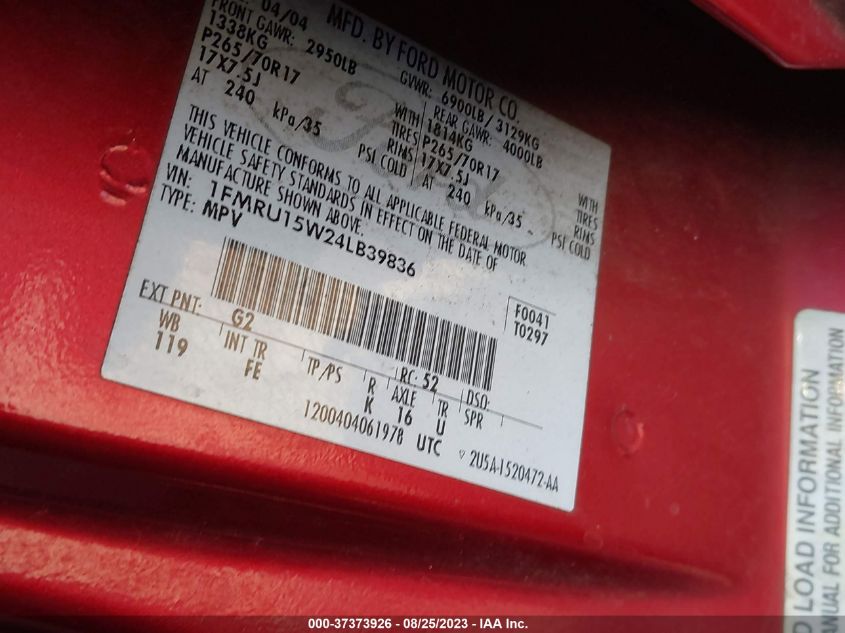 MFD. BY FORD MOTOR CO.
04/04
FRONT GAWR: 2950LB
1338KG
P265/70R17
17X7.5J
AT 240 kPa/35
GVWR: 6900LB / 3129KG
REAR GAWR: 4000LB
WITH 1814KG WITH
TIRES P265/70R17 TIRES
RIMS 17X7.5J RIMS
PSI COLD AT 240 kPa/35 PSI COLD
THIS VEHICLE CONFORMS TO ALL APPLICABLE FEDERAL MOTOR
VEHICLE SAFETY STANDARDS IN EFFECT ON THE DATE OF
MANUFACTURE SHOWN ABOVE.
VIN: 1FMRU15W24LB39836
TYPE: MPV
F0041
T0297
EXT PNT: G2
RC: 52
DSO:
WB
119
INT TR
FE
TP/PS
R
K
AXLE
16
TR
U
SPR
1200404061978 UTC
2U5A-1520472-AA
D LOAD INFORMATION
ANUAL FOR ADDITIONAL INFORMATION
000-37373926 - 08/25/2023 - IAA Inc.